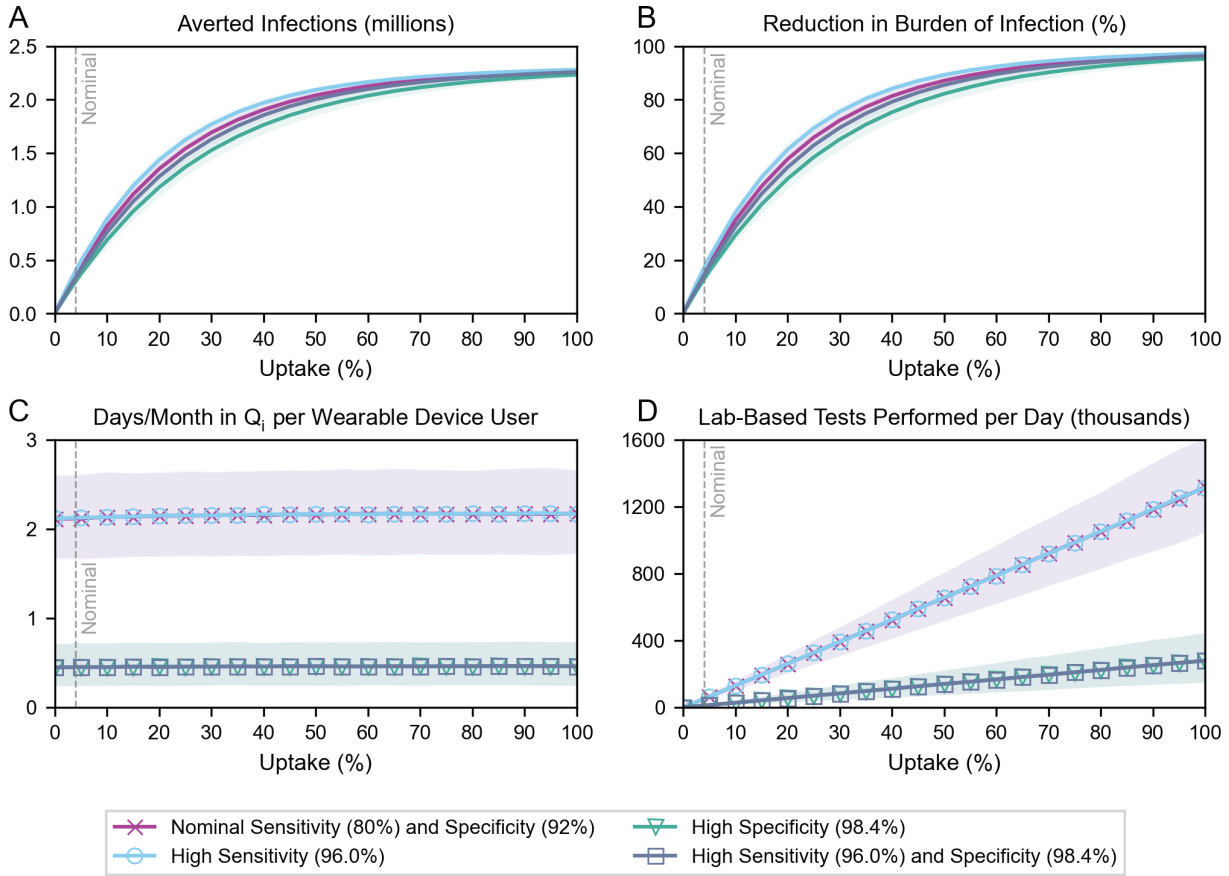 A
Averted Infections (millions)
2.5
2.0
1.5
1.0
0.5
0.0
Nominal
0 10 20 30 40 50 60 70 80 90 100
Uptake (%)
B
Reduction in Burden of Infection (%)
100
80
60
40
20
0
Nominal
0 10 20 30 40 50 60 70 80 90 100
Uptake (%)
C
Days/Month in Qi per Wearable Device User
3
2
1
0
Nominal
0 10 20 30 40 50 60 70 80 90 100
Uptake (%)
D
Lab-Based Tests Performed per Day (thousands)
1600
1200
800
400
0
Nominal
0 10 20 30 40 50 60 70 80 90 100
Uptake (%)
Nominal Sensitivity (80%) and Specificity (92%)
High Sensitivity (96.0%)
High Specificity (98.4%)
High Sensitivity (96.0%) and Specificity (98.4%)